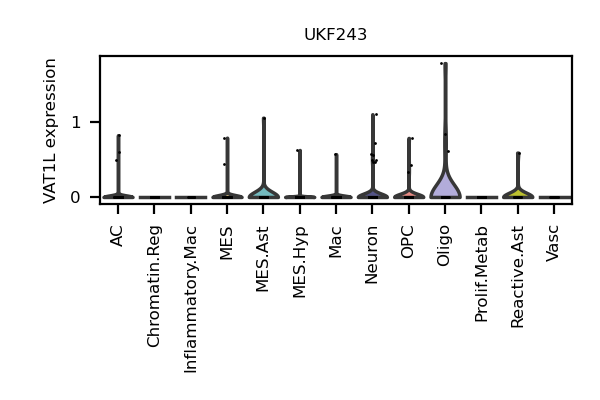 UKF243
VAT1L expression
1
0
AC
Chromatin.Reg
Inflammatory.Mac
MES
MES.Ast
MES.Hyp
Mac
Neuron
OPC
Oligo
Prolif.Metab
Reactive.Ast
Vasc